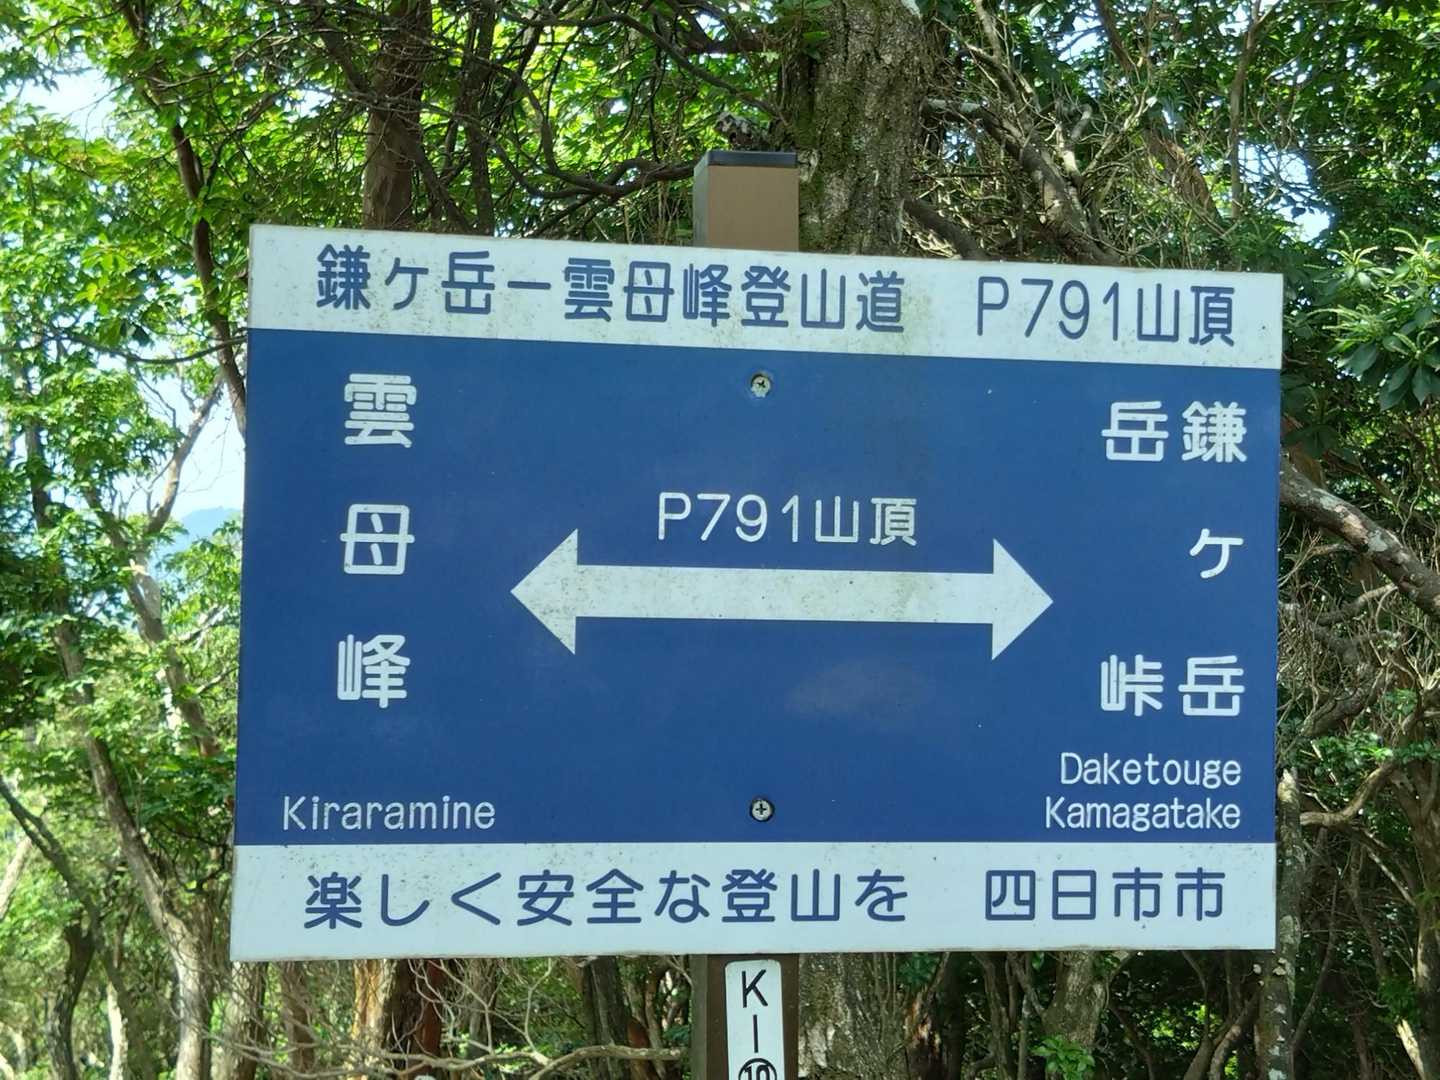 鎌ヶ岳ー雲母峰登山道 P791山頂
雲母峰
Kiraramine
P791山頂
鎌ヶ岳
岳峠
Daketouge
Kamagatake
楽しく安全な登山を 四日市市
K-⑩